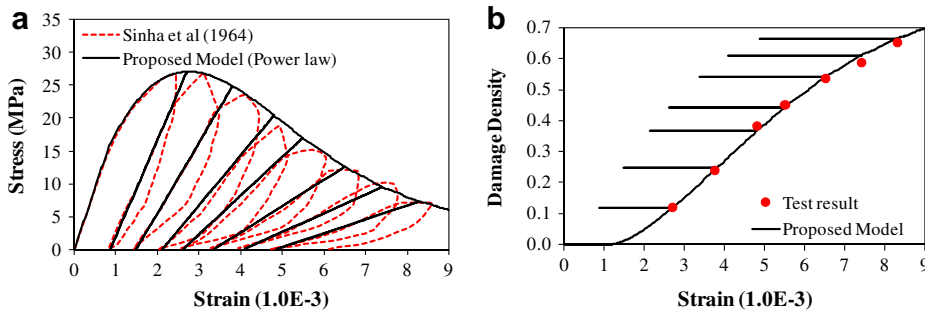 a
Sinha et al (1964)
Proposed Model (Power law)
Stress (MPa)
35
30
25
20
15
10
5
0
0 1 2 3 4 5 6 7 8 9
Strain (1.0E-3)
b
Damage Density
0.7
0.6
0.5
0.4
0.3
0.2
0.1
0.0
Test result
Proposed Model
0 1 2 3 4 5 6 7 8 9
Strain (1.0E-3)